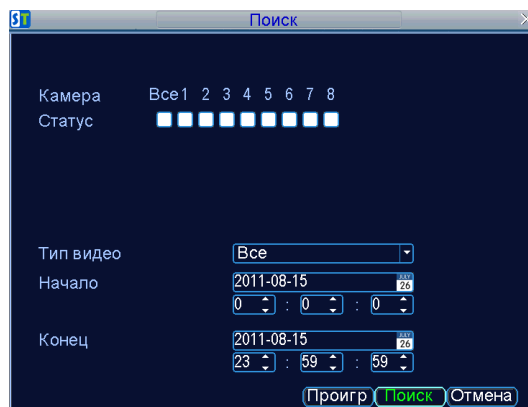 ST Поиск
Камера Все 1 2 3 4 5 6 7 8
Статус
Тип видео Все
Начало 2011-08-15 JULY 26
0 : 0 : 0
Конец 2011-08-15 JULY 26
23 : 59 : 59
Проигр Поиск Отмена